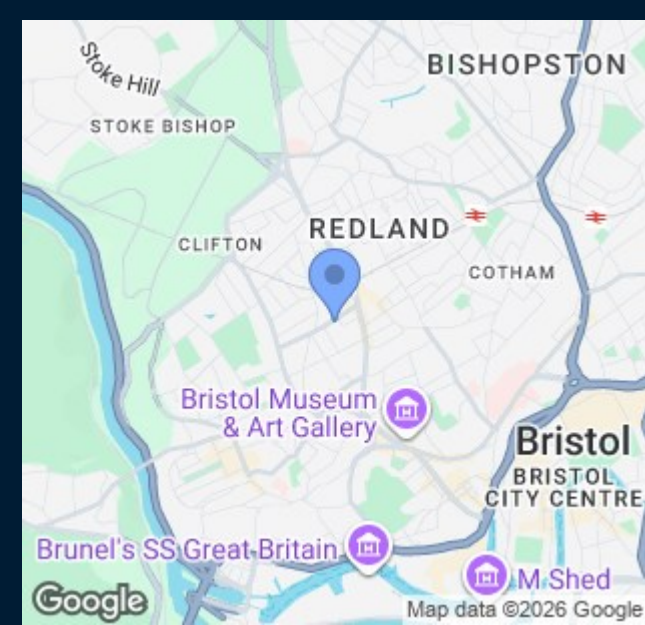 BISHOPSTON
Stoke Hill
STOKE BISHOP
REDLAND
CLIFTON
COTHAM
Bristol Museum
& Art Gallery
Bristol
BRISTOL
CITY CENTRE
Brunel's SS Great Britain
M Shed
Google
Map data ©2026 Google